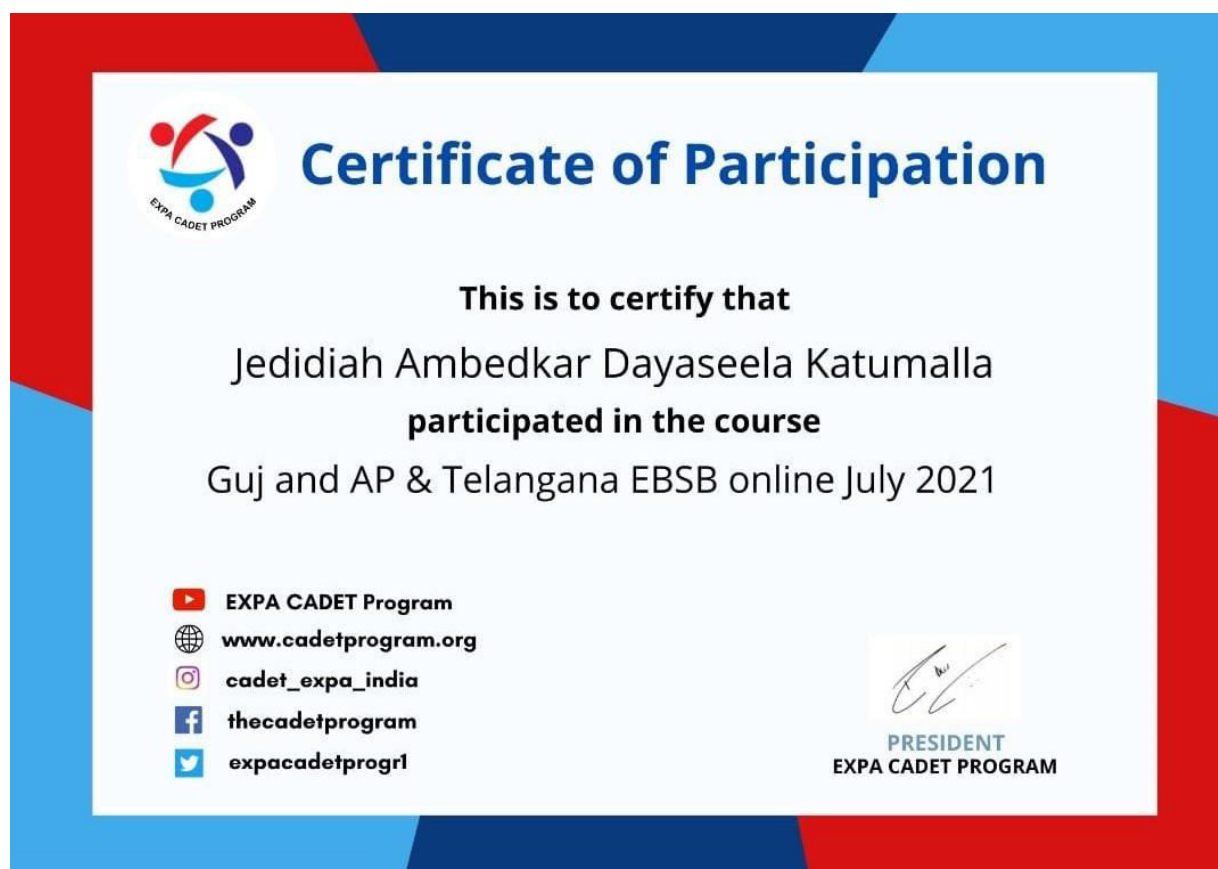 EXPA CADET PROGRAM
Certificate of Participation
This is to certify that
Jedidiah Ambedkar Dayaseela Katumalla
participated in the course
Guj and AP & Telangana EBSB online July 2021
EXPA CADET Program
www.cadetprogram.org
cadet_expa_india
thecadetprogram
expacadetprogr1
PRESIDENT
EXPA CADET PROGRAM